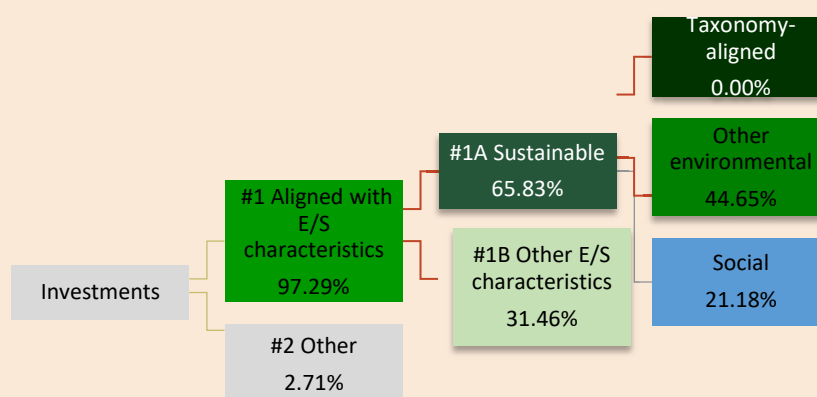 Taxonomy-
aligned
0.00%
#1A Sustainable
65.83%
Other
environmental
44.65%
#1 Aligned with
E/S
characteristics
97.29%
#1B Other E/S
characteristics
31.46%
Social
21.18%
Investments
#2 Other
2.71%